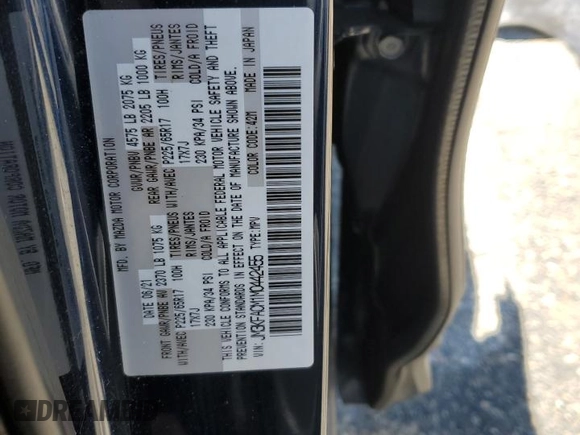 MFD. BY MAZDA MOTOR CORPORATION
DATE 06/21 GVWR/PNBV 4575 LB 2075 KG
FRONT GAWR/PNBE AV 2370 LB 1075 KG REAR GAWR/PNBE AR 2205 LB 1000 KG
TIRES/PNEUS TIRES/PNEUS
WITH/AVEC P225/65R17 100H WITH/AVEC P225/65R17 100H
RIMS/JANTES RIMS/JANTES
17X7J 17X7J
COLD/A FROID COLD/A FROID
230 KPA/34 PSI 230 KPA/34 PSI
THIS VEHICLE CONFORMS TO ALL APPLICABLE FEDERAL MOTOR VEHICLE SAFETY AND THEFT
PREVENTION STANDARDS IN EFFECT ON THE DATE OF MANUFACTURE SHOWN ABOVE.
VIN: JM3KFACM1M0442455 TYPE:MPV COLOR CODE:42M MADE IN JAPAN
DREAMBID